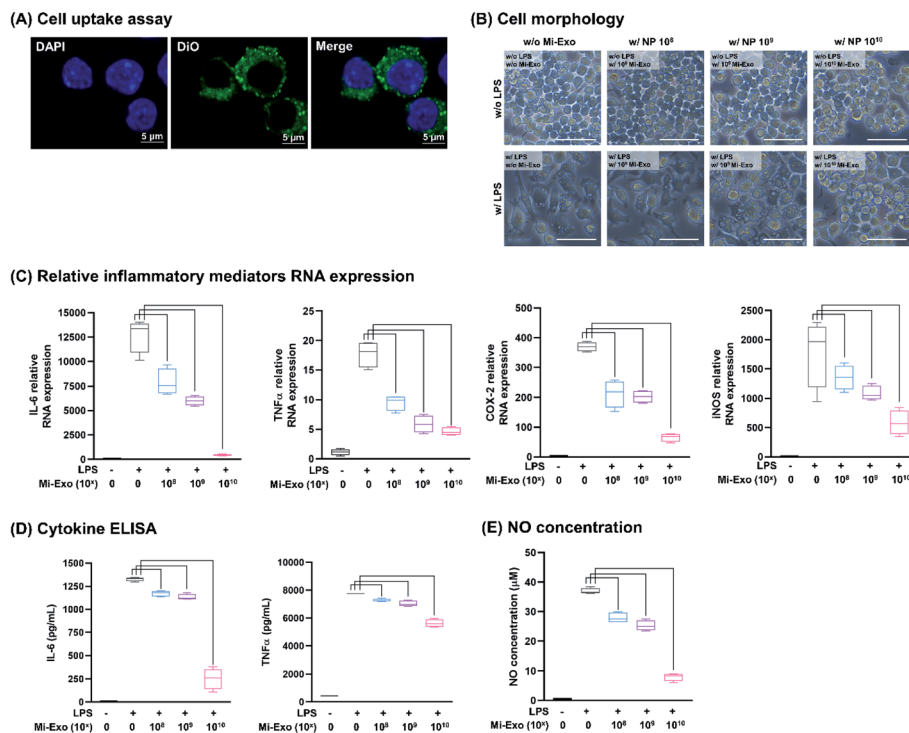 (A) Cell uptake assay
DAPI
DiO
Merge
5 µm
5 µm
5 µm
(B) Cell morphology
w/o Mi-Exo
w/ NP 10⁸
w/ NP 10⁹
w/ NP 10¹⁰
w/o LPS
w/o LPS
w/o Mi-Exo
w/o LPS
w/ 10⁸ Mi-Exo
w/o LPS
w/ 10⁹ Mi-Exo
w/o LPS
w/ 10¹⁰ Mi-Exo
w/ LPS
w/ LPS
w/o Mi-Exo
w/ LPS
w/ LPS
w/ LPS
w/ 10¹⁰ Mi-Exo
(C) Relative inflammatory mediators RNA expression
IL-6 relative
RNA expression
15000
12500
10000
7500
5000
2500
0
LPS - + + + +
Mi-Exo (10ˣ) 0 0 10⁸ 10⁹ 10¹⁰
TNFα relative
RNA expression
25
20
15
10
5
0
LPS - + + + +
Mi-Exo (10ˣ) 0 0 10⁸ 10⁹ 10¹⁰
COX-2 relative
RNA expression
500
400
300
200
100
0
LPS - + + + +
Mi-Exo (10ˣ) 0 0 10⁸ 10⁹ 10¹⁰
iNOS relative
RNA expression
2500
2000
1500
1000
500
0
LPS - + + + +
Mi-Exo (10ˣ) 0 0 10⁸ 10⁹ 10¹⁰
(D) Cytokine ELISA
IL-6 (pg/mL)
1500
1250
1000
750
500
250
0
LPS - + + + +
Mi-Exo (10ˣ) 0 0 10⁸ 10⁹ 10¹⁰
TNFα (pg/mL)
8000
6000
4000
2000
0
LPS - + + + +
Mi-Exo (10ˣ) 0 0 10⁸ 10⁹ 10¹⁰
(E) NO concentration
NO concentration (µM)
50
40
30
20
10
0
LPS - + + + +
Mi-Exo (10ˣ) 0 0 10⁸ 10⁹ 10¹⁰